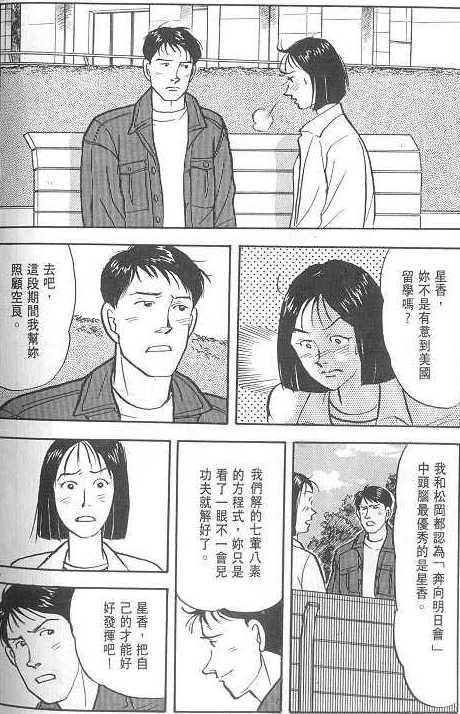 星香，
妳不是有意到美國
留學嗎？
去吧，
這段期間我幫妳
照顧空良。
我和松岡都認為「奔向明日會」
中頭腦最優秀的是星香。
我們解的七葷八素
的方程式，妳只是
看了一眼不一會兒
功夫就解好了。
星香，把自
己的才能好
好發揮吧！